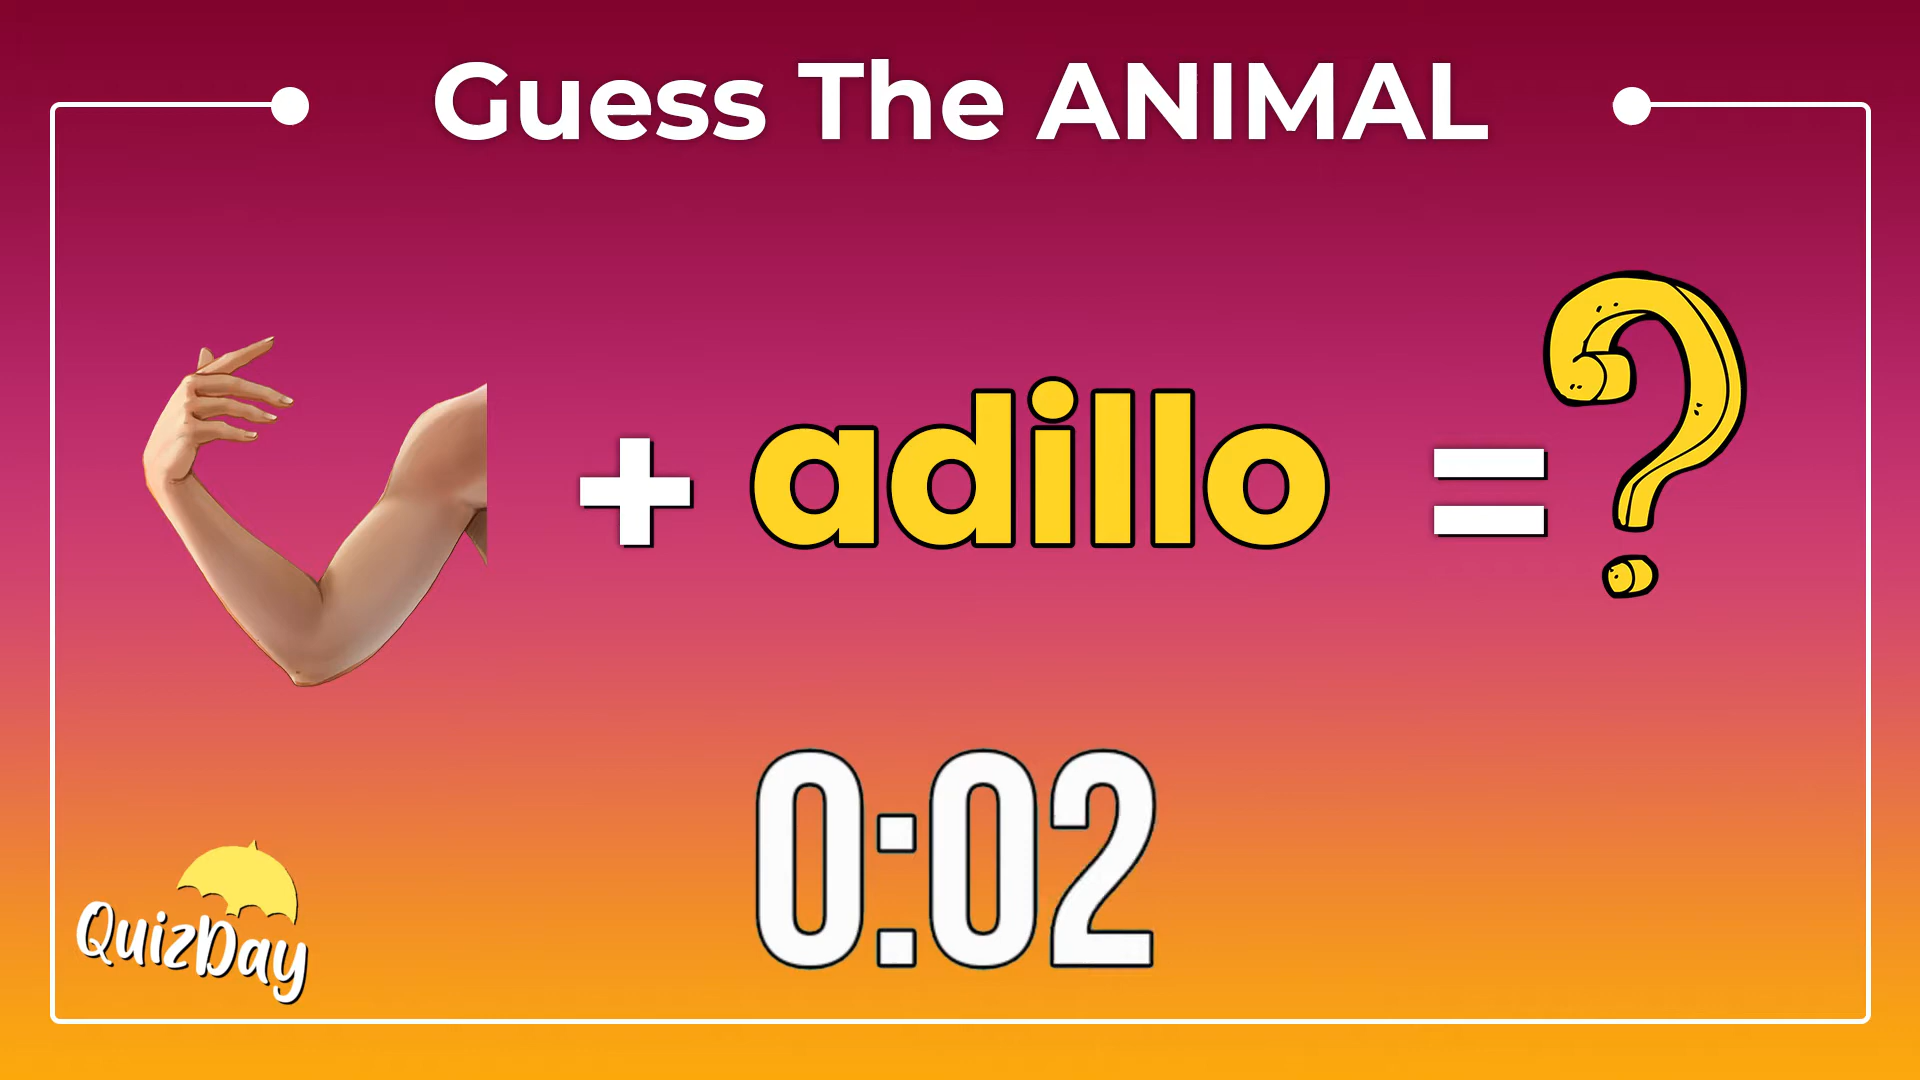 Guess The ANIMAL
+ adillo = ?
0:02
QuizDay